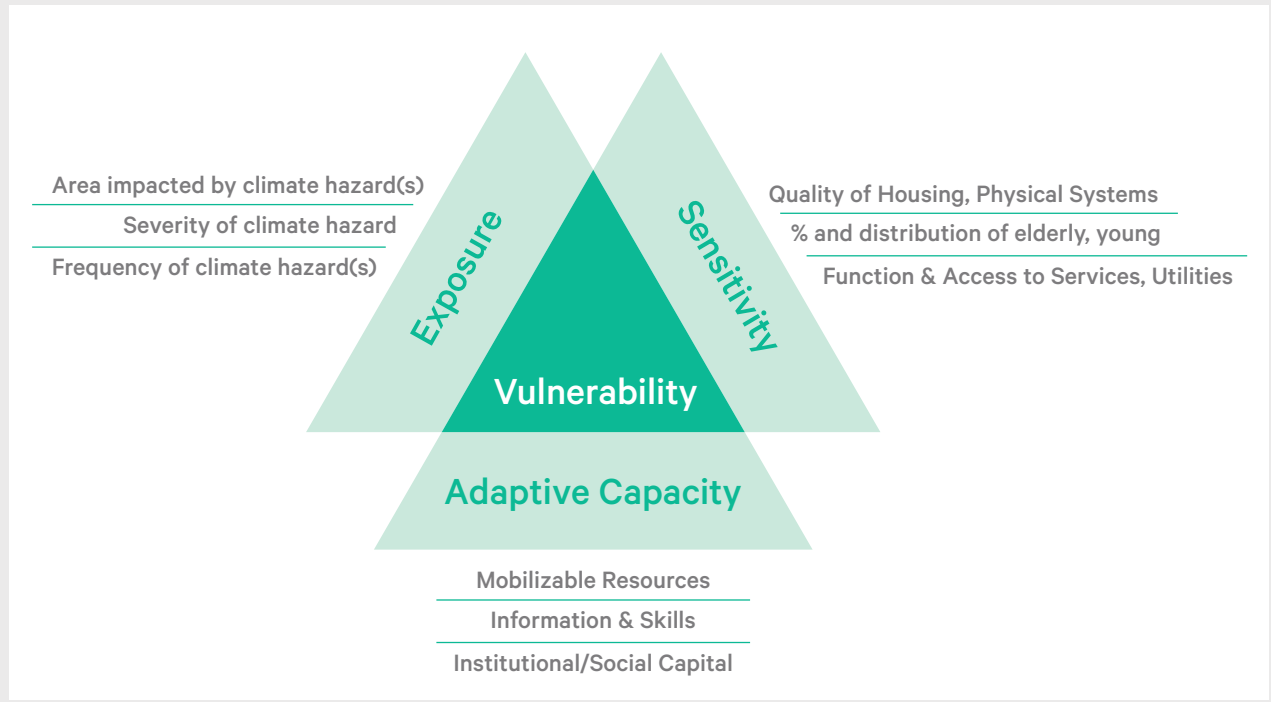 Area impacted by climate hazard(s)
Severity of climate hazard
Frequency of climate hazard(s)
Exposure
Sensitivity
Quality of Housing, Physical Systems
% and distribution of elderly, young
Function & Access to Services, Utilities
Vulnerability
Adaptive Capacity
Mobilizable Resources
Information & Skills
Institutional/Social Capital